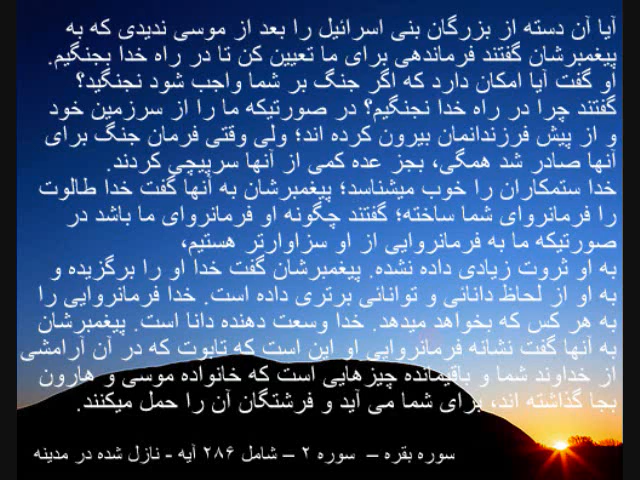 آیا آن دسته از بزرگان بنی اسرائیل را بعد از موسی ندیدی که به
پیغمبرشان گفتند فرماندهی برای ما تعیین کن تا در راه خدا بجنگیم.
او گفت آیا امکان دارد که اگر جنگ بر شما واجب شود نجنگید؟
گفتند چرا در راه خدا نجنگیم؟ در صورتیکه ما را از سرزمین خود
و از پیش فرزندانمان بیرون کرده اند؛ ولی وقتی فرمان جنگ برای
آنها صادر شد همگی، بجز عده کمی از آنها سرپیچی کردند.
خدا ستمکاران را خوب میشناسد؛ پیغمبرشان به آنها گفت خدا طالوت
را فرمانروای شما ساخته؛ گفتند چگونه او فرمانروای ما باشد در
صورتیکه ما به فرمانروایی از او سزاوارتر هستیم،
به او ثروت زیادی داده نشده. پیغمبرشان گفت خدا او را برگزیده و
به او از لحاظ دانائی و توانائی برتری داده است. خدا فرمانروایی را
به هر کس که بخواهد میدهد. خدا وسعت دهنده دانا است. پیغمبرشان
به آنها گفت نشانه فرمانروایی او این است که تابوت که در آن آرامشی
از خداوند شما و باقیمانده چیزهایی است که خانواده موسی و هارون
بجا گذاشته اند، برای شما می آید و فرشتگان آن را حمل میکنند.
سوره بقره – سوره ۲ – شامل ۲۸۶ آیه - نازل شده در مدینه